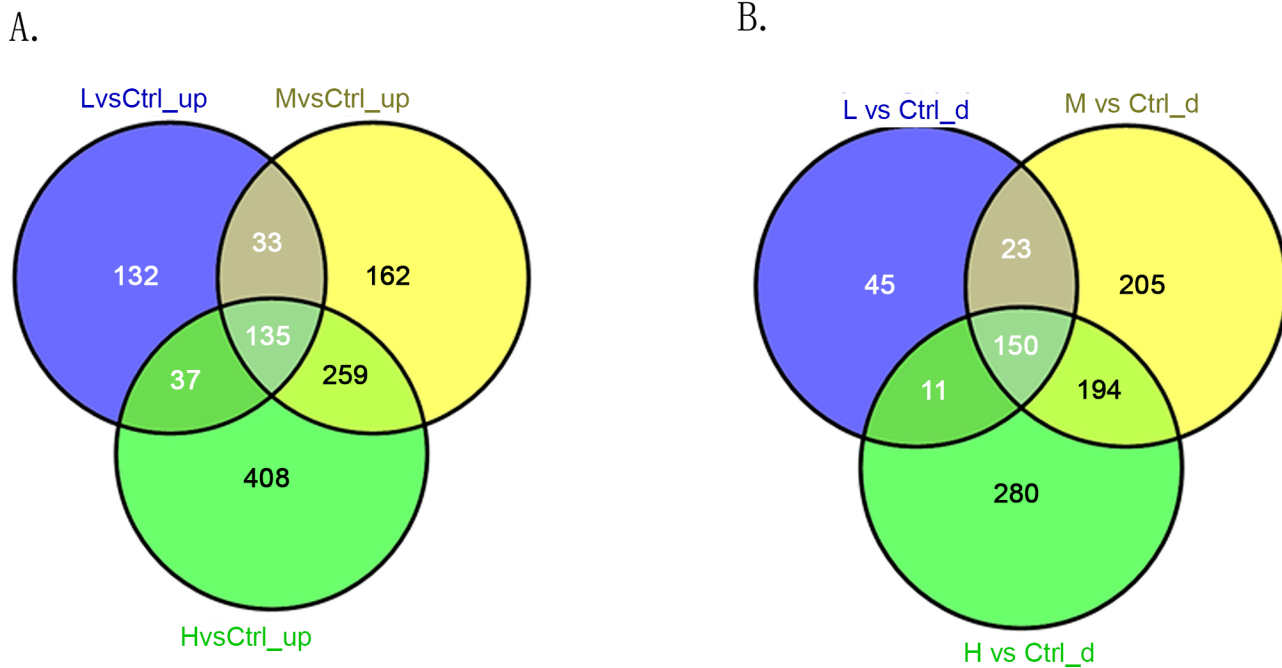 A.
LvsCtrl_up
MvsCtrl_up
33
132
162
135
37
259
408
HvsCtrl_up
B.
L vs Ctrl_d
M vs Ctrl_d
23
45
205
150
11
194
280
H vs Ctrl_d